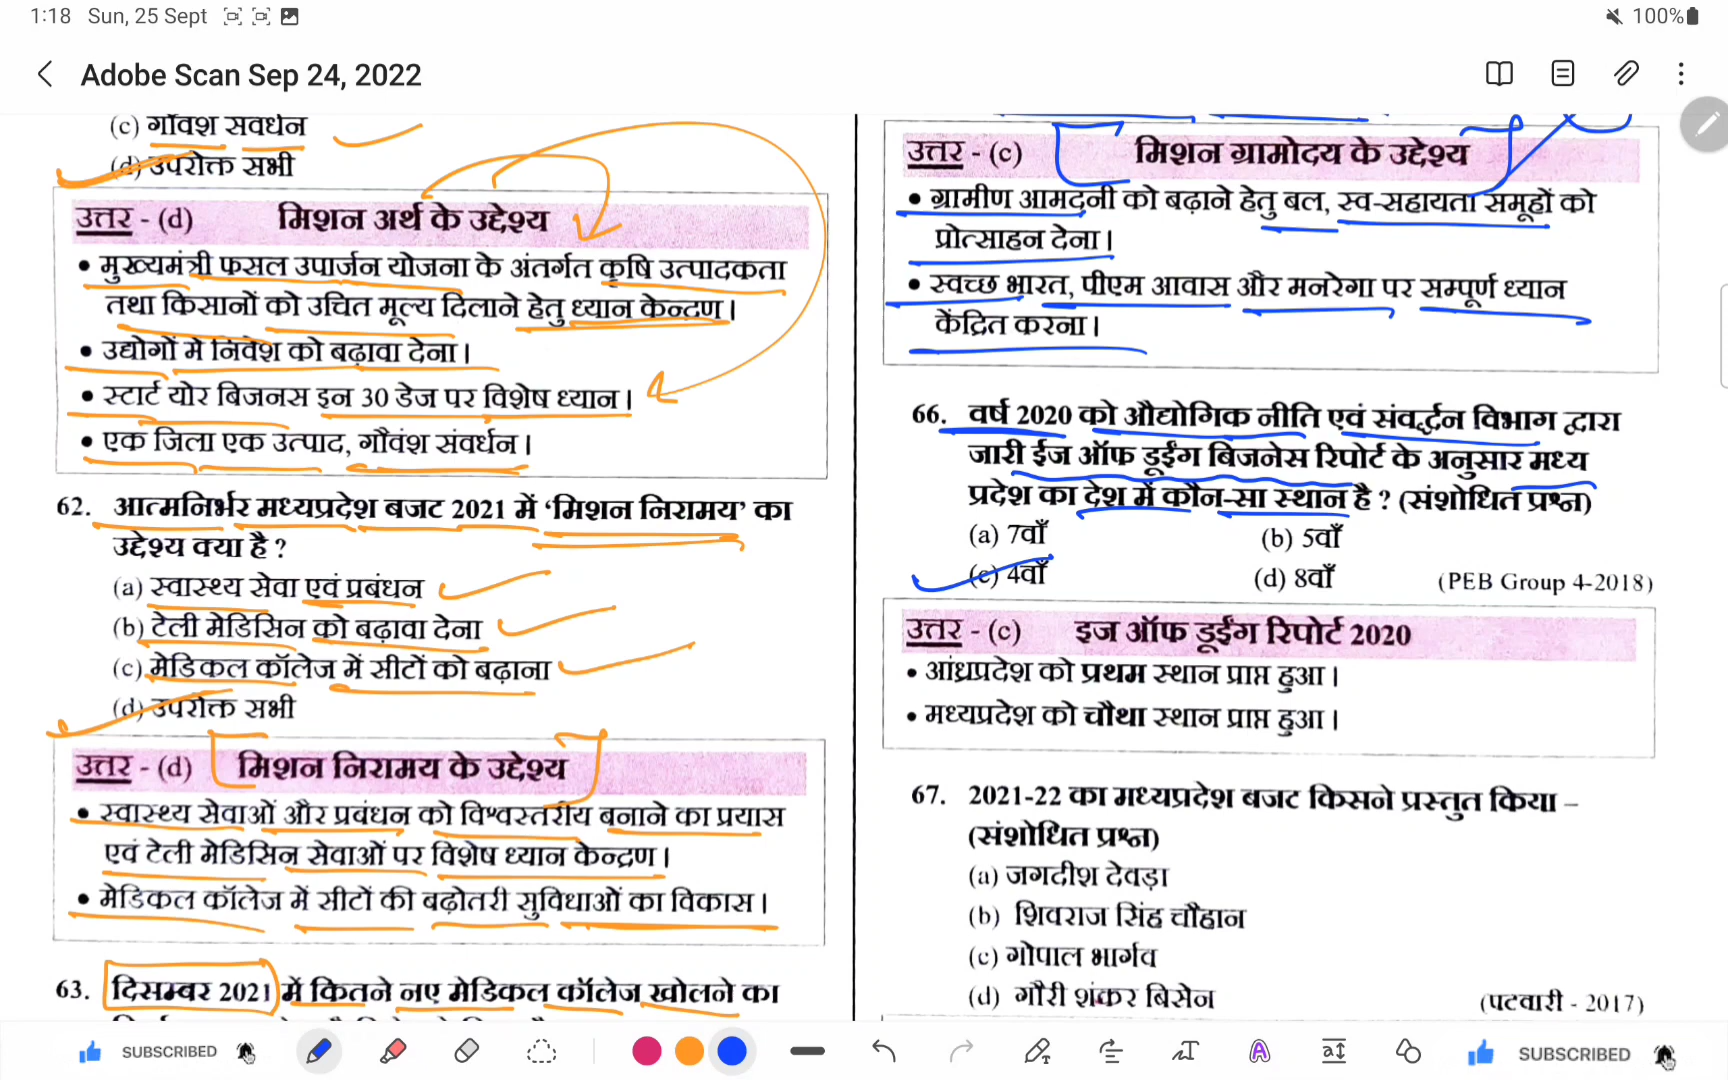 1:18 Sun, 25 Sept
100%
Adobe Scan Sep 24, 2022
(c) गौवंश संवर्धन
(d) उपरोक्त सभी
उत्तर - (d) मिशन अर्थ के उद्देश्य
• मुख्यमंत्री फसल उपार्जन योजना के अंतर्गत कृषि उत्पादकता
तथा किसानों को उचित मूल्य दिलाने हेतु ध्यान केन्द्रण।
• उद्योगों में निवेश को बढ़ावा देना।
• स्टार्ट योर बिजनस इन 30 डेज पर विशेष ध्यान।
• एक जिला एक उत्पाद, गौवंश संवर्धन।
62. आत्मनिर्भर मध्यप्रदेश बजट 2021 में ‘मिशन निरामय’ का
उद्देश्य क्या है ?
(a) स्वास्थ्य सेवा एवं प्रबंधन
(b) टेली मेडिसिन को बढ़ावा देना
(c) मेडिकल कॉलेज में सीटों को बढ़ाना
(d) उपरोक्त सभी
उत्तर - (d) मिशन निरामय के उद्देश्य
• स्वास्थ्य सेवाओं और प्रबंधन को विश्वस्तरीय बनाने का प्रयास
एवं टेली मेडिसिन सेवाओं पर विशेष ध्यान केन्द्रण।
• मेडिकल कॉलेज में सीटों की बढ़ोतरी सुविधाओं का विकास।
63. दिसम्बर 2021 में कितने नए मेडिकल कॉलेज खोलने का
उत्तर - (c) मिशन ग्रामोदय के उद्देश्य
• ग्रामीण आमदनी को बढ़ाने हेतु बल, स्व-सहायता समूहों को
प्रोत्साहन देना।
• स्वच्छ भारत, पीएम आवास और मनरेगा पर सम्पूर्ण ध्यान
केंद्रित करना।
66. वर्ष 2020 को औद्योगिक नीति एवं संवर्द्धन विभाग द्वारा
जारी ईज ऑफ डूईंग बिजनेस रिपोर्ट के अनुसार मध्य
प्रदेश का देश में कौन-सा स्थान है ? (संशोधित प्रश्न)
(a) 7वाँ (b) 5वाँ
(c) 4वाँ (d) 8वाँ (PEB Group 4-2018)
उत्तर - (c) इज ऑफ डूईंग रिपोर्ट 2020
• आंध्रप्रदेश को प्रथम स्थान प्राप्त हुआ।
• मध्यप्रदेश को चौथा स्थान प्राप्त हुआ।
67. 2021-22 का मध्यप्रदेश बजट किसने प्रस्तुत किया –
(संशोधित प्रश्न)
(a) जगदीश देवड़ा
(b) शिवराज सिंह चौहान
(c) गोपाल भार्गव
(d) गौरी शंकर बिसेन (पटवारी - 2017)
SUBSCRIBED
SUBSCRIBED